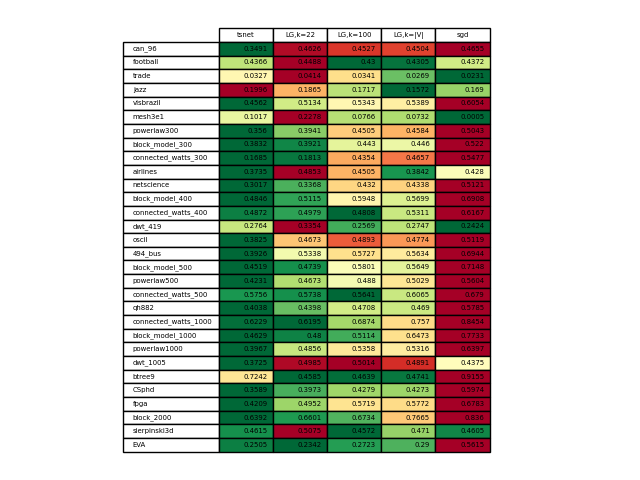 tsnet LG,k=22 LG,k=100 LG,k=|V| sgd
can_96 0.3491 0.4626 0.4527 0.4504 0.4655
football 0.4366 0.4438 0.43 0.4305 0.4372
trade 0.0327 0.0414 0.0341 0.0269 0.0231
jazz 0.1865 0.1717 0.1572 0.169
visbrazil 0.4562 0.5134 0.5343 0.5389 0.6054
mesh3e1 0.1017 0.2278 0.0766 0.0732 0.0005
powerlaw300 0.356 0.3941 0.4505 0.4584 0.5043
block_model_300 0.3832 0.3921 0.443 0.446 0.522
connected_watts_300 0.1685 0.1813 0.4354 0.4657 0.5477
airlines 0.3735 0.4853 0.4505 0.3842 0.428
netscience 0.3017 0.3368 0.432 0.4338 0.5121
block_model_400 0.4846 0.5115 0.5948 0.5699 0.6968
connected_watts_400 0.4872 0.4979 0.4808 0.5311 0.6167
dwt_419 0.2764 0.3364 0.2569 0.2747 0.2424
oscil 0.3825 0.4673 0.4893 0.4774 0.5119
494_bus 0.3926 0.5338 0.5727 0.5634 0.6944
block_model_500 0.4519 0.4739 0.5801 0.5649 0.7148
powerlaw500 0.4231 0.4673 0.488 0.5029 0.5604
connected_watts_500 0.5756 0.5738 0.5641 0.6065 0.679
qh882 0.4038 0.4398 0.4708 0.469 0.5785
connected_watts_1000 0.6229 0.6195 0.6874 0.757
block_model_1000 0.4629 0.48 0.5114 0.6473 0.7733
powerlaw1000 0.3967 0.4856 0.5358 0.5316 0.6897
dwt_1005 0.3725 0.4985 0.5014 0.4891 0.4375
btree9 0.7242 0.4585 0.4639 0.4741 0.9155
CSphd 0.3589 0.3973 0.4279 0.4273 0.5974
fpga 0.4209 0.4952 0.5719 0.5772 0.6783
block_2000 0.6392 0.6601 0.6734 0.7665 0.836
sierpinski3d 0.4615 0.5075 0.4572 0.471 0.4605
EVA 0.2505 0.2342 0.2723 0.29 0.5815